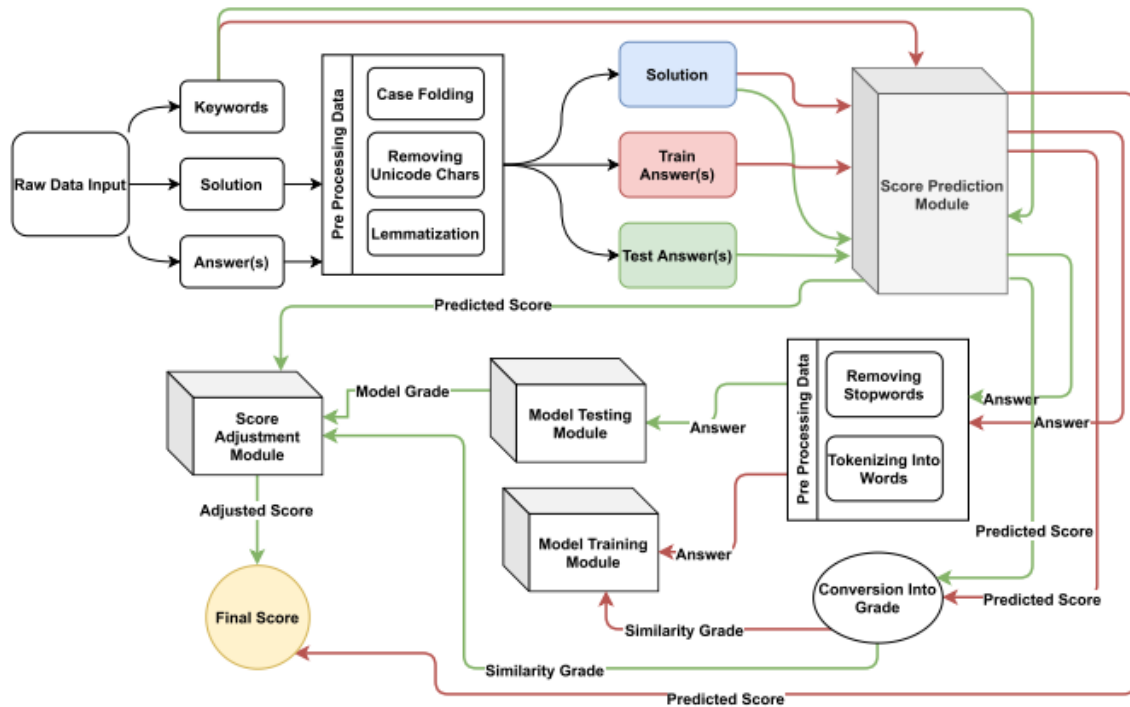 Keywords
Raw Data Input
Solution
Answer(s)
Pre Processing Data
Case Folding
Removing
Unicode Chars
Lemmatization
Solution
Train
Answer(s)
Test Answer(s)
Score Prediction
Module
Predicted Score
Score
Adjustment
Module
Model Grade
Model Testing
Module
Answer
Pre Processing Data
Removing
Stopwords
Tokenizing Into
Words
Answer
Answer
Adjusted Score
Model Training
Module
Answer
Predicted Score
Final Score
Similarity Grade
Conversion Into
Grade
Predicted Score
Similarity Grade
Predicted Score